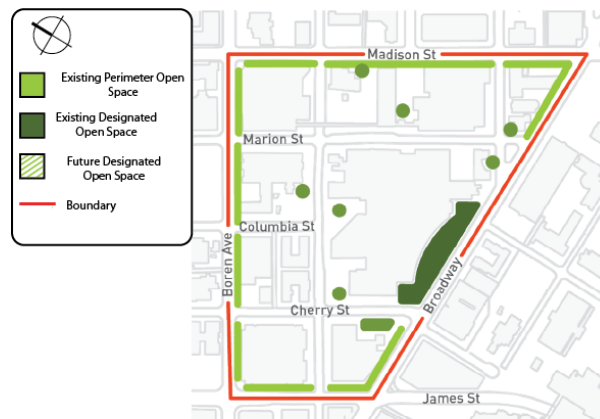 Existing Perimeter Open
Space
Existing Designated
Open Space
Future Designated
Open Space
Boundary
Madison St
Marion St
Columbia St
Boren Ave
Broadway
Cherry St
James St